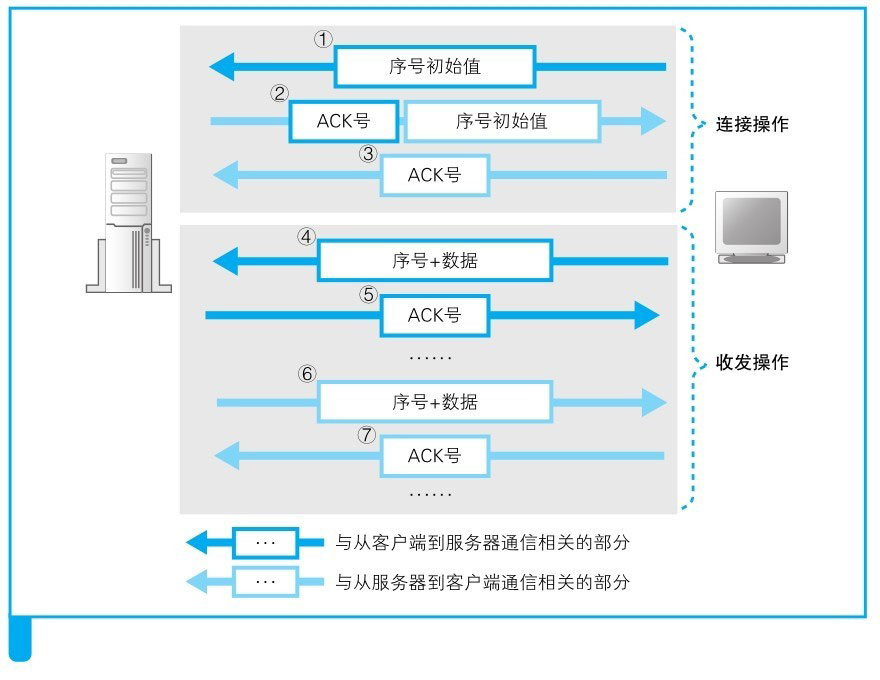 ①
序号初始值
②
ACK号
序号初始值
连接操作
③
ACK号
④
序号+数据
⑤
ACK号
……
收发操作
⑥
序号+数据
⑦
ACK号
……
… 与从客户端到服务器通信相关的部分
… 与从服务器到客户端通信相关的部分